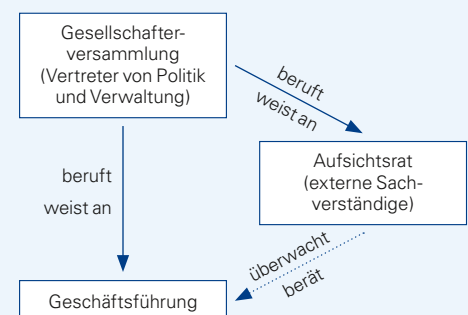 Gesellschafter-
versammlung
(Vertreter von Politik
und Verwaltung)
beruft
weist an
Aufsichtsrat
(externe Sach-
verständige)
beruft
weist an
überwacht
berät
Geschäftsführung